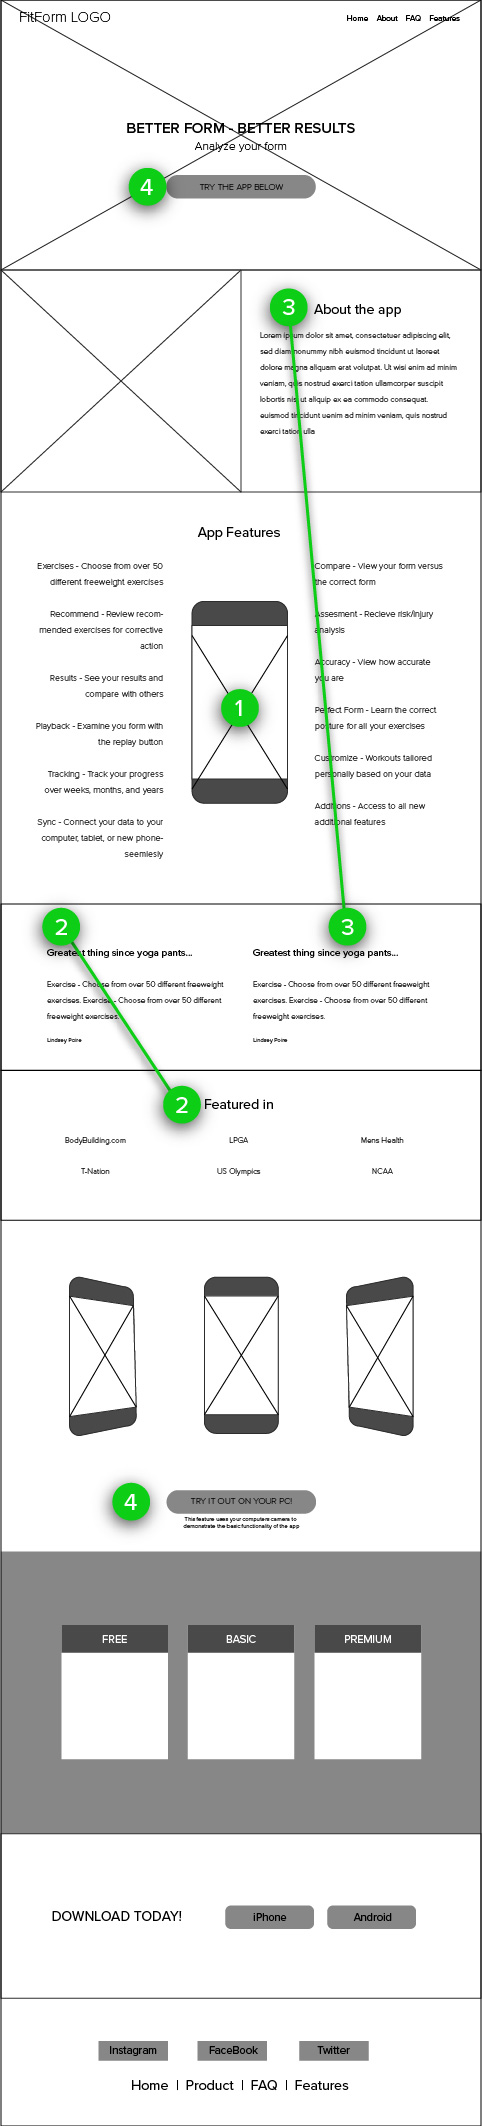 FitForm LOGO
Home About FAQ Features
BETTER FORM - BETTER RESULTS
Analyze your form
4
TRY THE APP BELOW
3
About the app
Lorem ipsum dolor sit amet, consectetuer adipiscing elit,
sed diam nonummy nibh euismod tincidunt ut laoreet
dolore magna aliquam erat volutpat. Ut wisi enim ad minim
veniam, quis nostrud exerci tation ullamcorper suscipit
lobortis nisl ut aliquip ex ea commodo consequat.
euismod tincidunt uenim ad minim veniam, quis nostrud
exerci tation ulla
App Features
Exercises - Choose from over 50
different freeweight exercises
Recommend - Review recom-
mended exercises for corrective
action
Results - See your results and
compare with others
Playback - Examine you form with
the replay button
Tracking - Track your progress
over weeks, months, and years
Sync - Connect your data to your
computer, tablet, or new phone-
seemlesly
1
Compare - View your form versus
the correct form
Assesment - Recieve risk/injury
analysis
Accuracy - View how accurate
you are
Perfect Form - Learn the correct
posture for all your exercises
Customize - Workouts tailored
personally based on your data
Additions - Access to all new
additional features
2
Greatest thing since yoga pants...
Exercise - Choose from over 50 different freeweight
exercises. Exercise - Choose from over 50 different
freeweight exercises.
Lindsey Poire
3
Greatest thing since yoga pants...
Exercise - Choose from over 50 different freeweight
exercises. Exercise - Choose from over 50 different
freeweight exercises.
Lindsey Poire
2
Featured in
BodyBuilding.com LPGA Mens Health
T-Nation US Olympics NCAA
4
TRY IT OUT ON YOUR PC!
This feature uses your computers camera to
demonstrate the basic functionality of the app
FREE BASIC PREMIUM
DOWNLOAD TODAY! iPhone Android
Instagram FaceBook Twitter
Home | Product | FAQ | Features